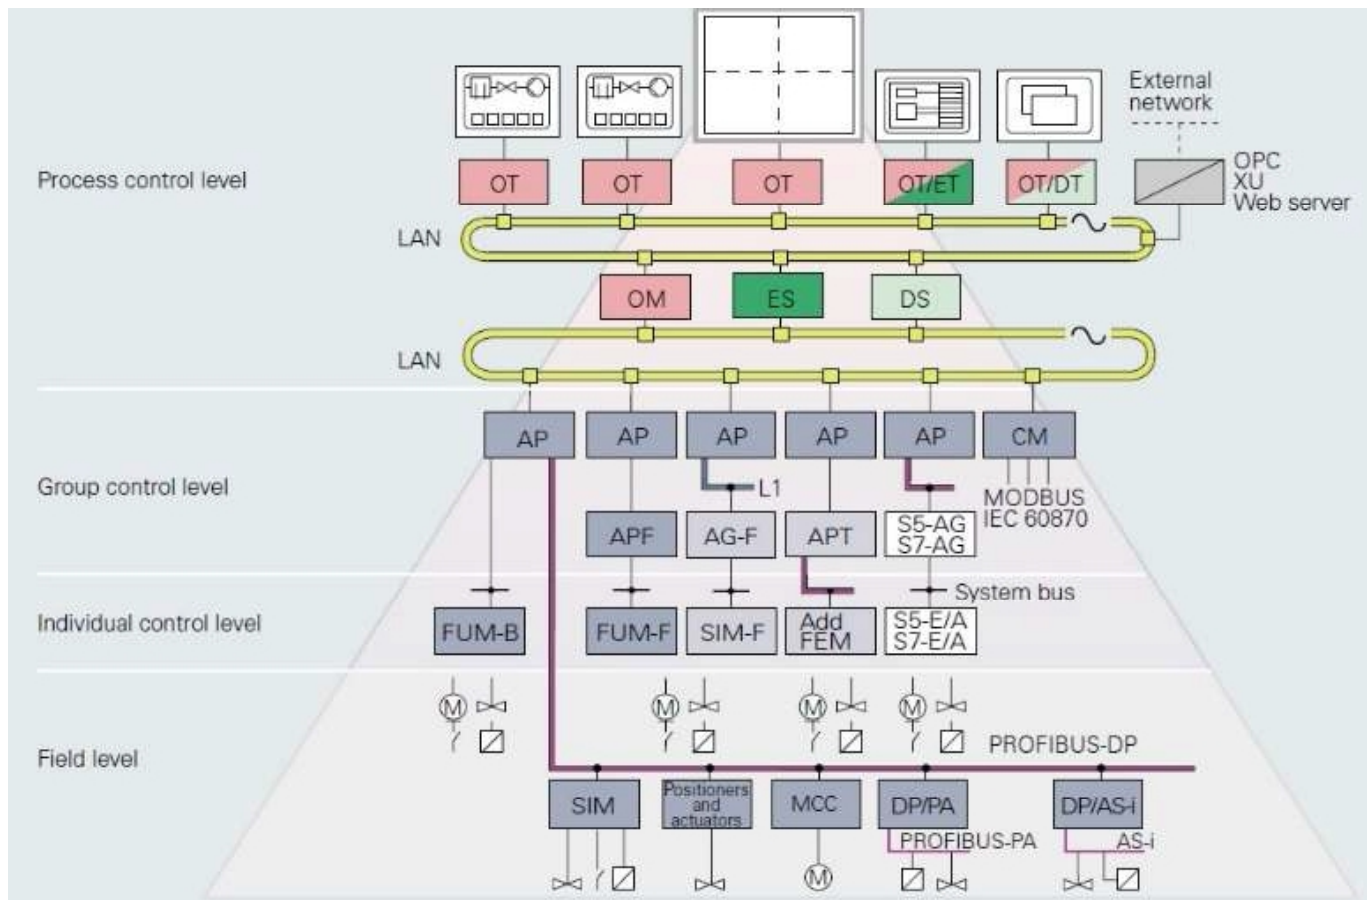 External
network
OT
OT
OT
OT/ET
OT/DT
OPC
XU
Web server
Process control level
LAN
OM
ES
DS
LAN
AP
AP
AP
AP
AP
CM
Group control level
L1
MODBUS
IEC 60870
APF
AG-F
APT
S5-AG
S7-AG
System bus
Individual control level
FUM-B
FUM-F
SIM-F
Add
FEM
S5-E/A
S7-E/A
M
M
M
M
Field level
PROFIBUS-DP
SIM
Positioners
and
actuators
MCC
DP/PA
DP/AS-i
PROFIBUS-PA
AS-i
M